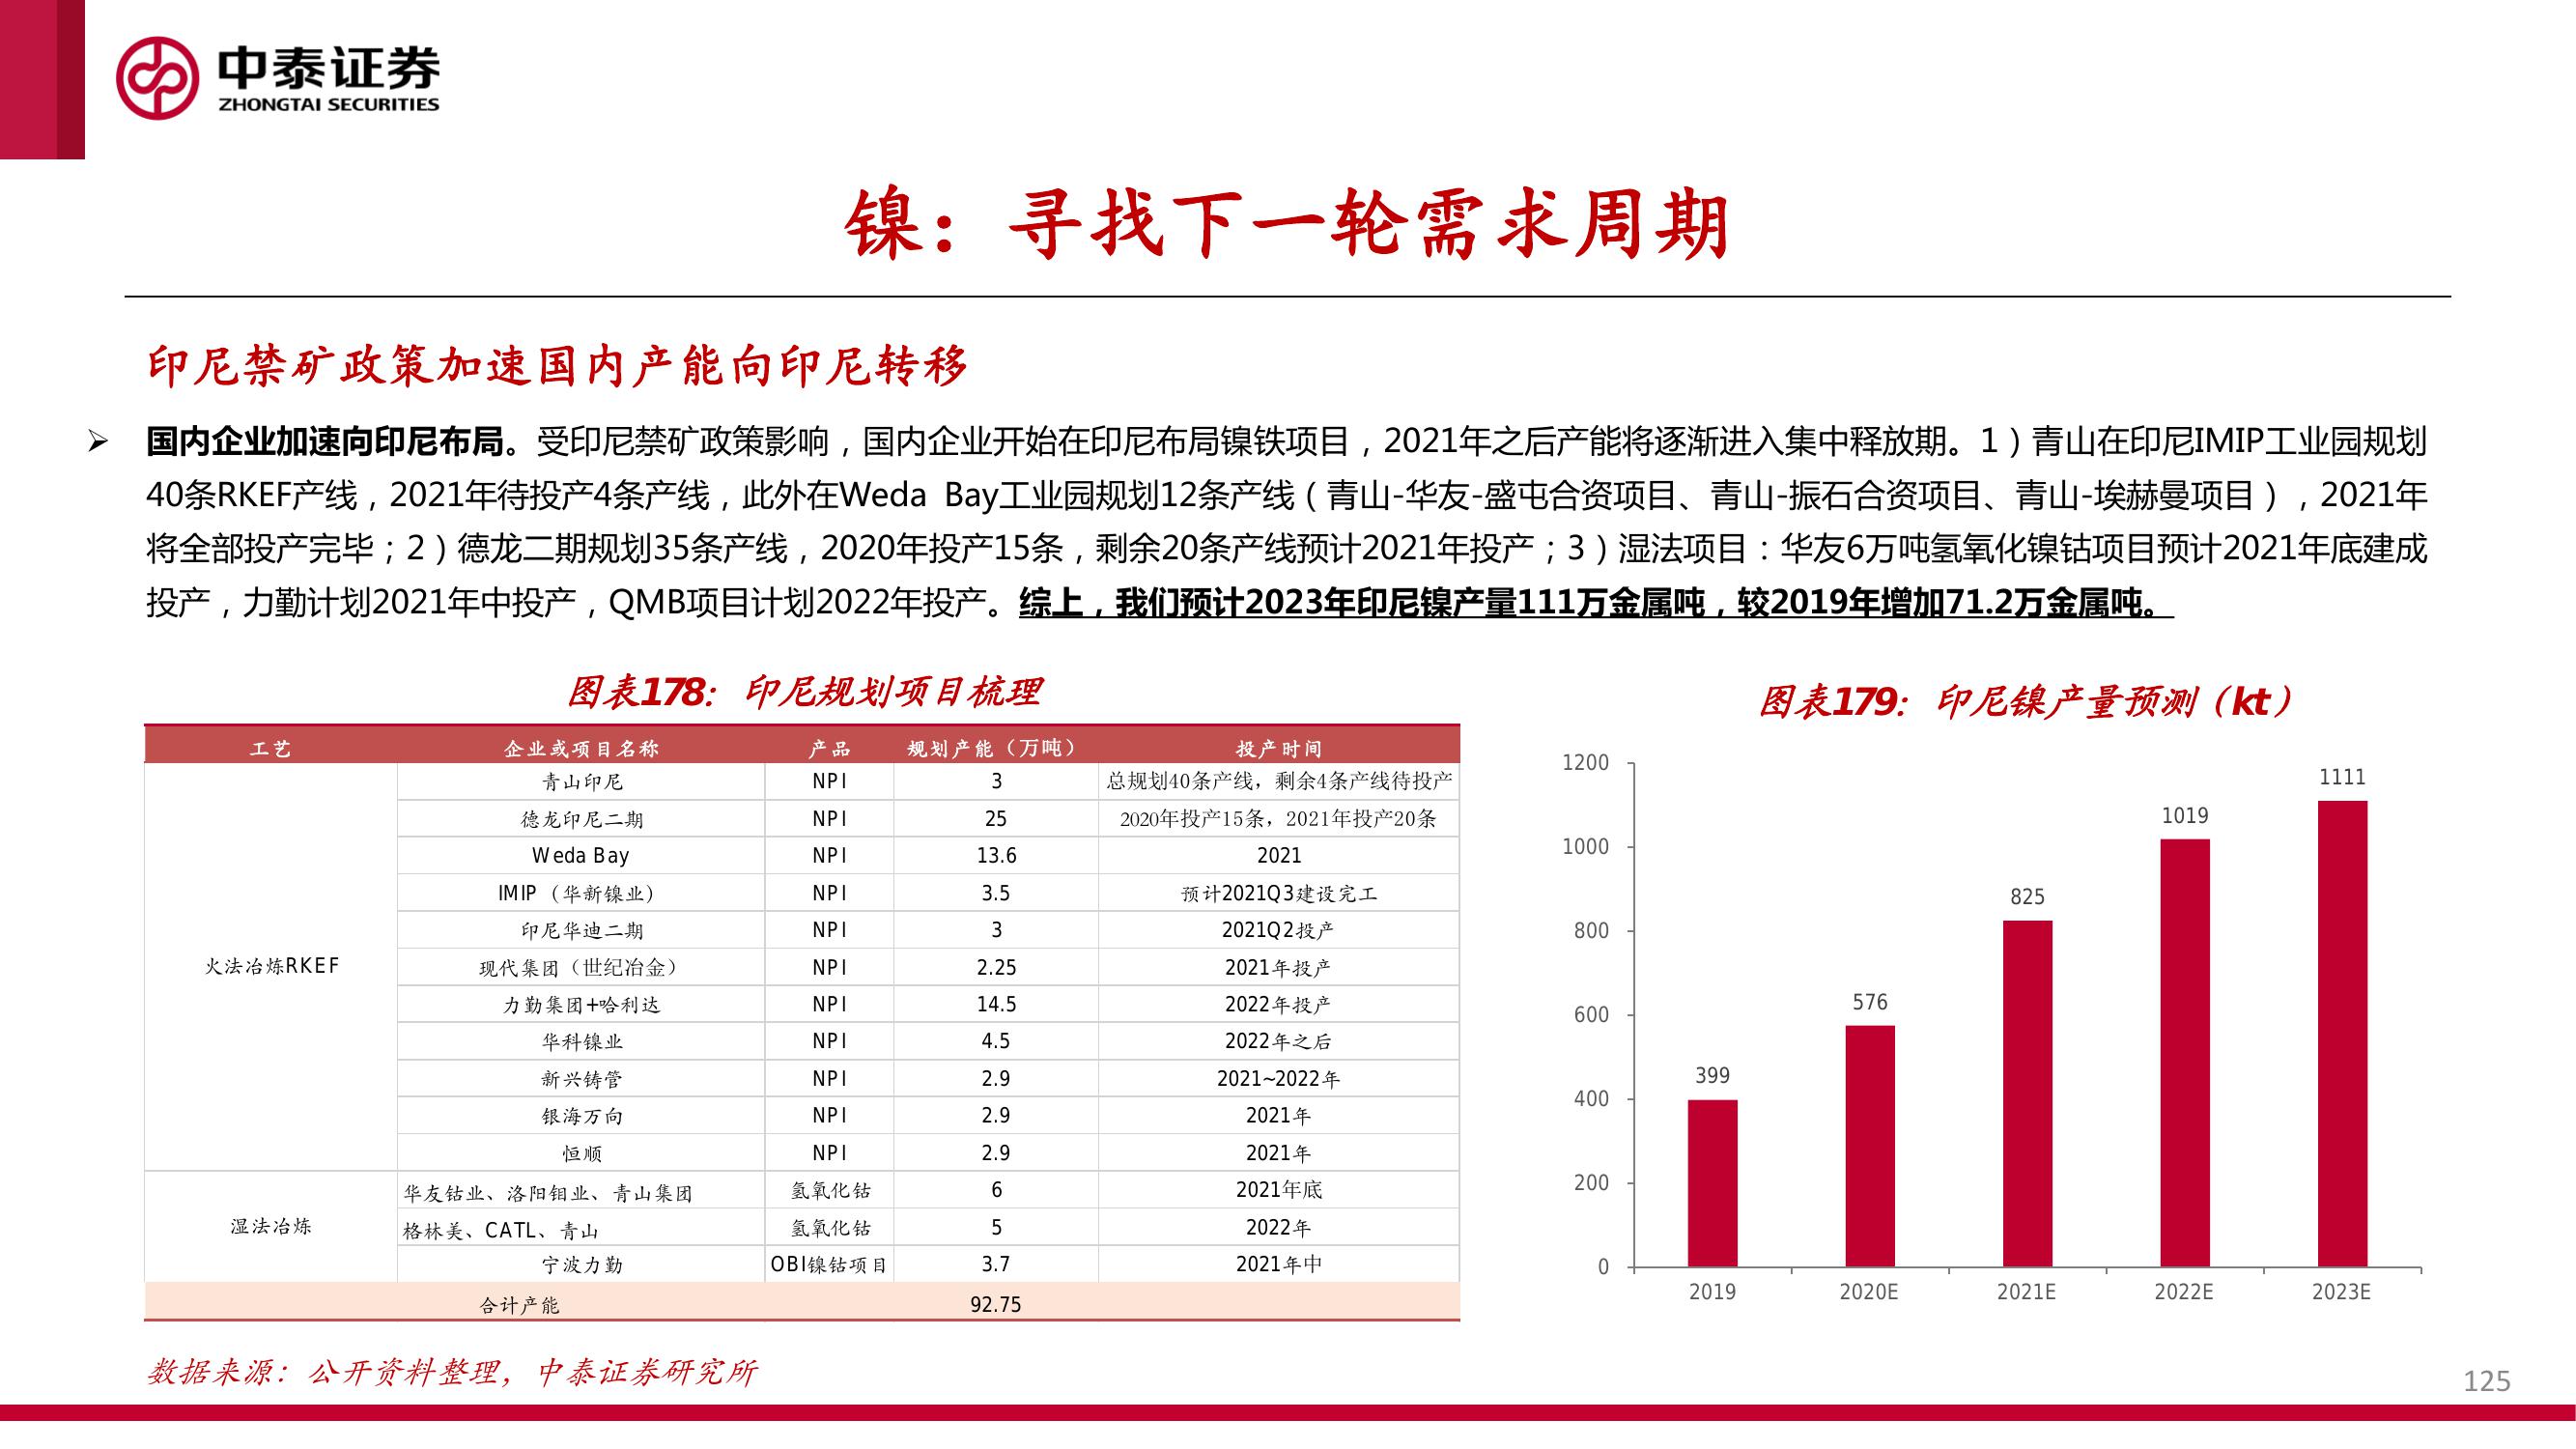 中泰证券
ZHONGTAI SECURITIES
镍：寻找下一轮需求周期
印尼禁矿政策加速国内产能向印尼转移
➢ 国内企业加速向印尼布局。受印尼禁矿政策影响，国内企业开始在印尼布局镍铁项目，2021年之后产能将逐渐进入集中释放期。1）青山在印尼IMIP工业园规划
40条RKEF产线，2021年待投产4条产线，此外在Weda Bay工业园规划12条产线（青山-华友-盛屯合资项目、青山-振石合资项目、青山-埃赫曼项目），2021年
将全部投产完毕；2）德龙二期规划35条产线，2020年投产15条，剩余20条产线预计2021年投产；3）湿法项目：华友6万吨氢氧化镍钴项目预计2021年底建成
投产，力勤计划2021年中投产，QMB项目计划2022年投产。综上，我们预计2023年印尼镍产量111万金属吨，较2019年增加71.2万金属吨。
图表178：印尼规划项目梳理
工艺 企业或项目名称 产品 规划产能（万吨） 投产时间
火法冶炼RKEF
青山印尼 NPI 3 总规划40条产线，剩余4条产线待投产
德龙印尼二期 NPI 25 2020年投产15条，2021年投产20条
Weda Bay NPI 13.6 2021
IMIP（华新镍业） NPI 3.5 预计2021Q3建设完工
印尼华迪二期 NPI 3 2021Q2投产
现代集团（世纪冶金） NPI 2.25 2021年投产
力勤集团+哈利达 NPI 14.5 2022年投产
华科镍业 NPI 4.5 2022年之后
新兴铸管 NPI 2.9 2021~2022年
银海万向 NPI 2.9 2021年
恒顺 NPI 2.9 2021年
湿法冶炼
华友钴业、洛阳钼业、青山集团 氢氧化钴 6 2021年底
格林美、CATL、青山 氢氧化钴 5 2022年
宁波力勤 OBI镍钴项目 3.7 2021年中
合计产能 92.75
图表179：印尼镍产量预测（kt）
1200
1000
800
600
400
200
0
399
576
825
1019
1111
2019 2020E 2021E 2022E 2023E
数据来源：公开资料整理，中泰证券研究所
125